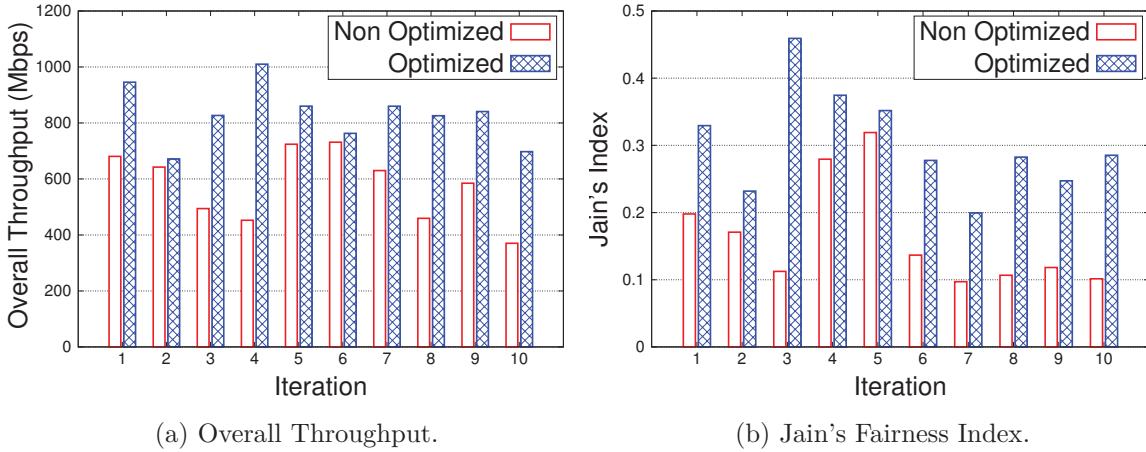 Overall Throughput (Mbps)
1200
1000
800
600
400
200
0
Non Optimized
Optimized
1 2 3 4 5 6 7 8 9 10
Iteration
(a) Overall Throughput.
Jain's Index
0.5
0.4
0.3
0.2
0.1
0
Non Optimized
Optimized
1 2 3 4 5 6 7 8 9 10
Iteration
(b) Jain's Fairness Index.